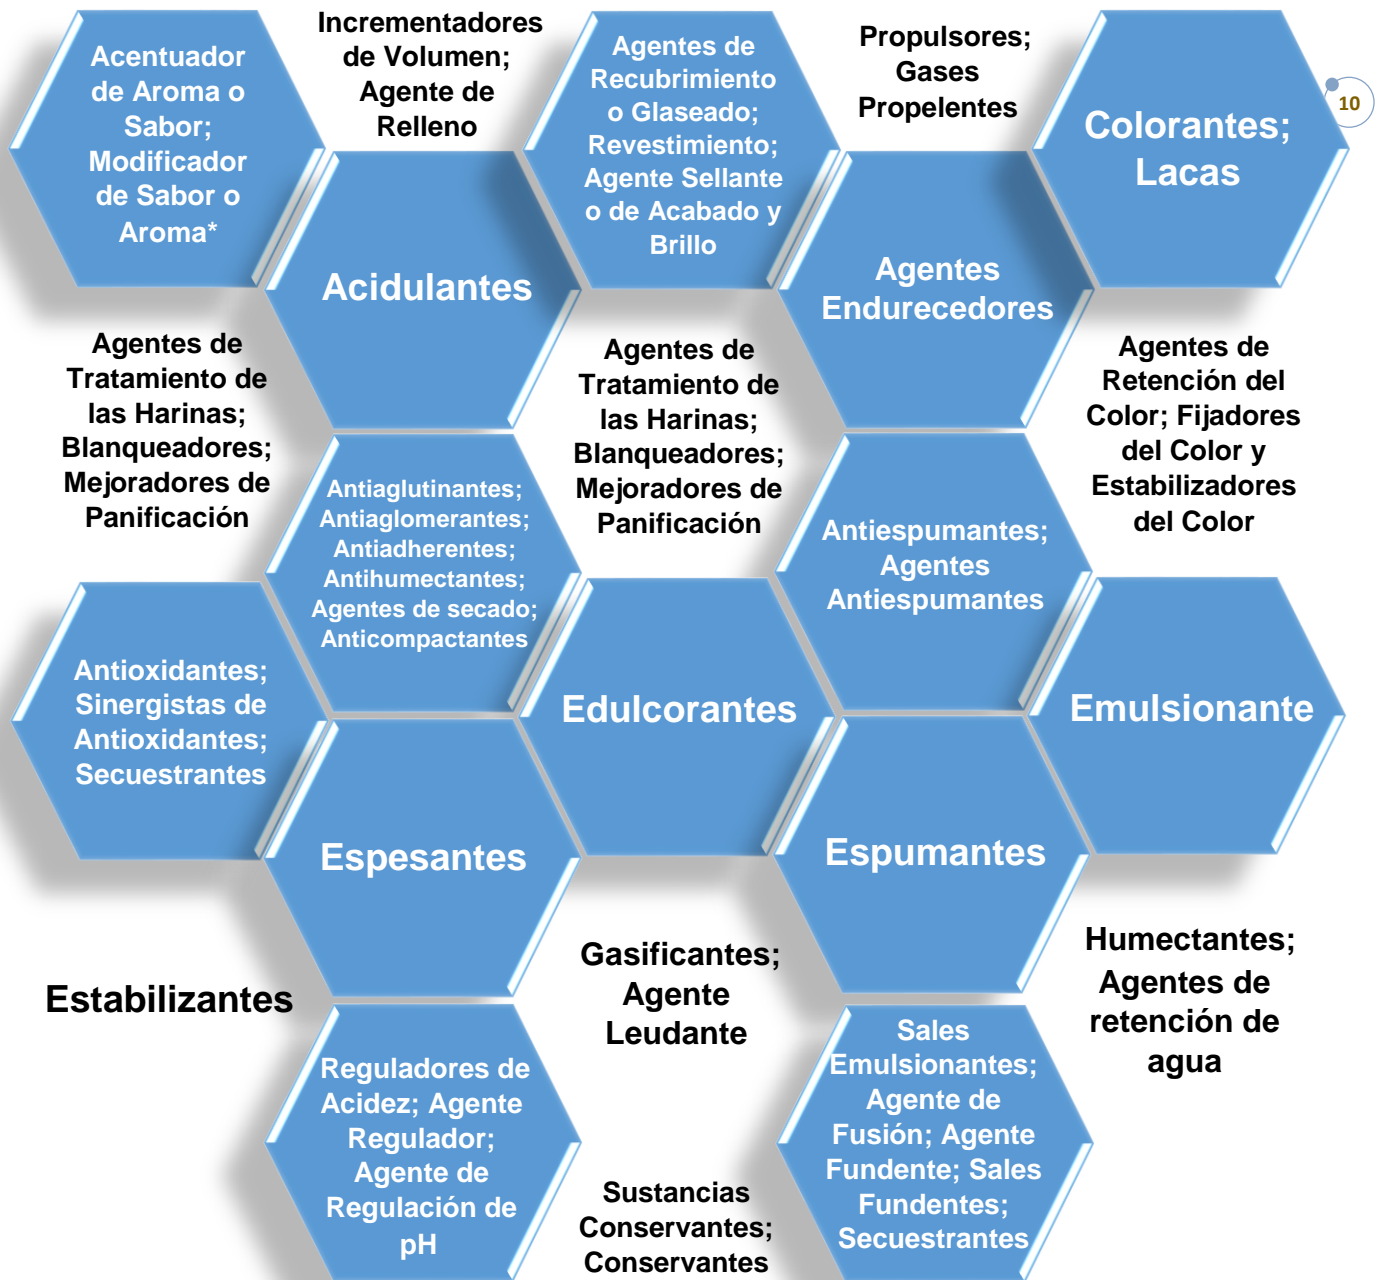 Acentuador
de Aroma o
Sabor;
Modificador
de Sabor o
Aroma*
Incrementadores
de Volumen;
Agente de
Relleno
Agentes de
Recubrimiento
o Glaseado;
Revestimiento;
Agente Sellante
o de Acabado y
Brillo
Propulsores;
Gases
Propelentes
Colorantes;
Lacas
10
Acidulantes
Agentes
Endurecedores
Agentes de
Tratamiento de
las Harinas;
Blanqueadores;
Mejoradores de
Panificación
Antiaglutinantes;
Antiaglomerantes;
Antiadherentes;
Antihumectantes;
Agentes de secado;
Anticompactantes
Agentes de
Tratamiento de
las Harinas;
Blanqueadores;
Mejoradores de
Panificación
Antiespumantes;
Agentes
Antiespumantes
Agentes de
Retención del
Color; Fijadores
del Color y
Estabilizadores
del Color
Antioxidantes;
Sinergistas de
Antioxidantes;
Secuestrantes
Edulcorantes
Emulsionante
Espesantes
Espumantes
Estabilizantes
Gasificantes;
Agente
Leudante
Humectantes;
Agentes de
retención de
agua
Reguladores de
Acidez; Agente
Regulador;
Agente de
Regulación de
pH
Sustancias
Conservantes;
Conservantes
Sales
Emulsionantes;
Agente de
Fusión; Agente
Fundente; Sales
Fundentes;
Secuestrantes